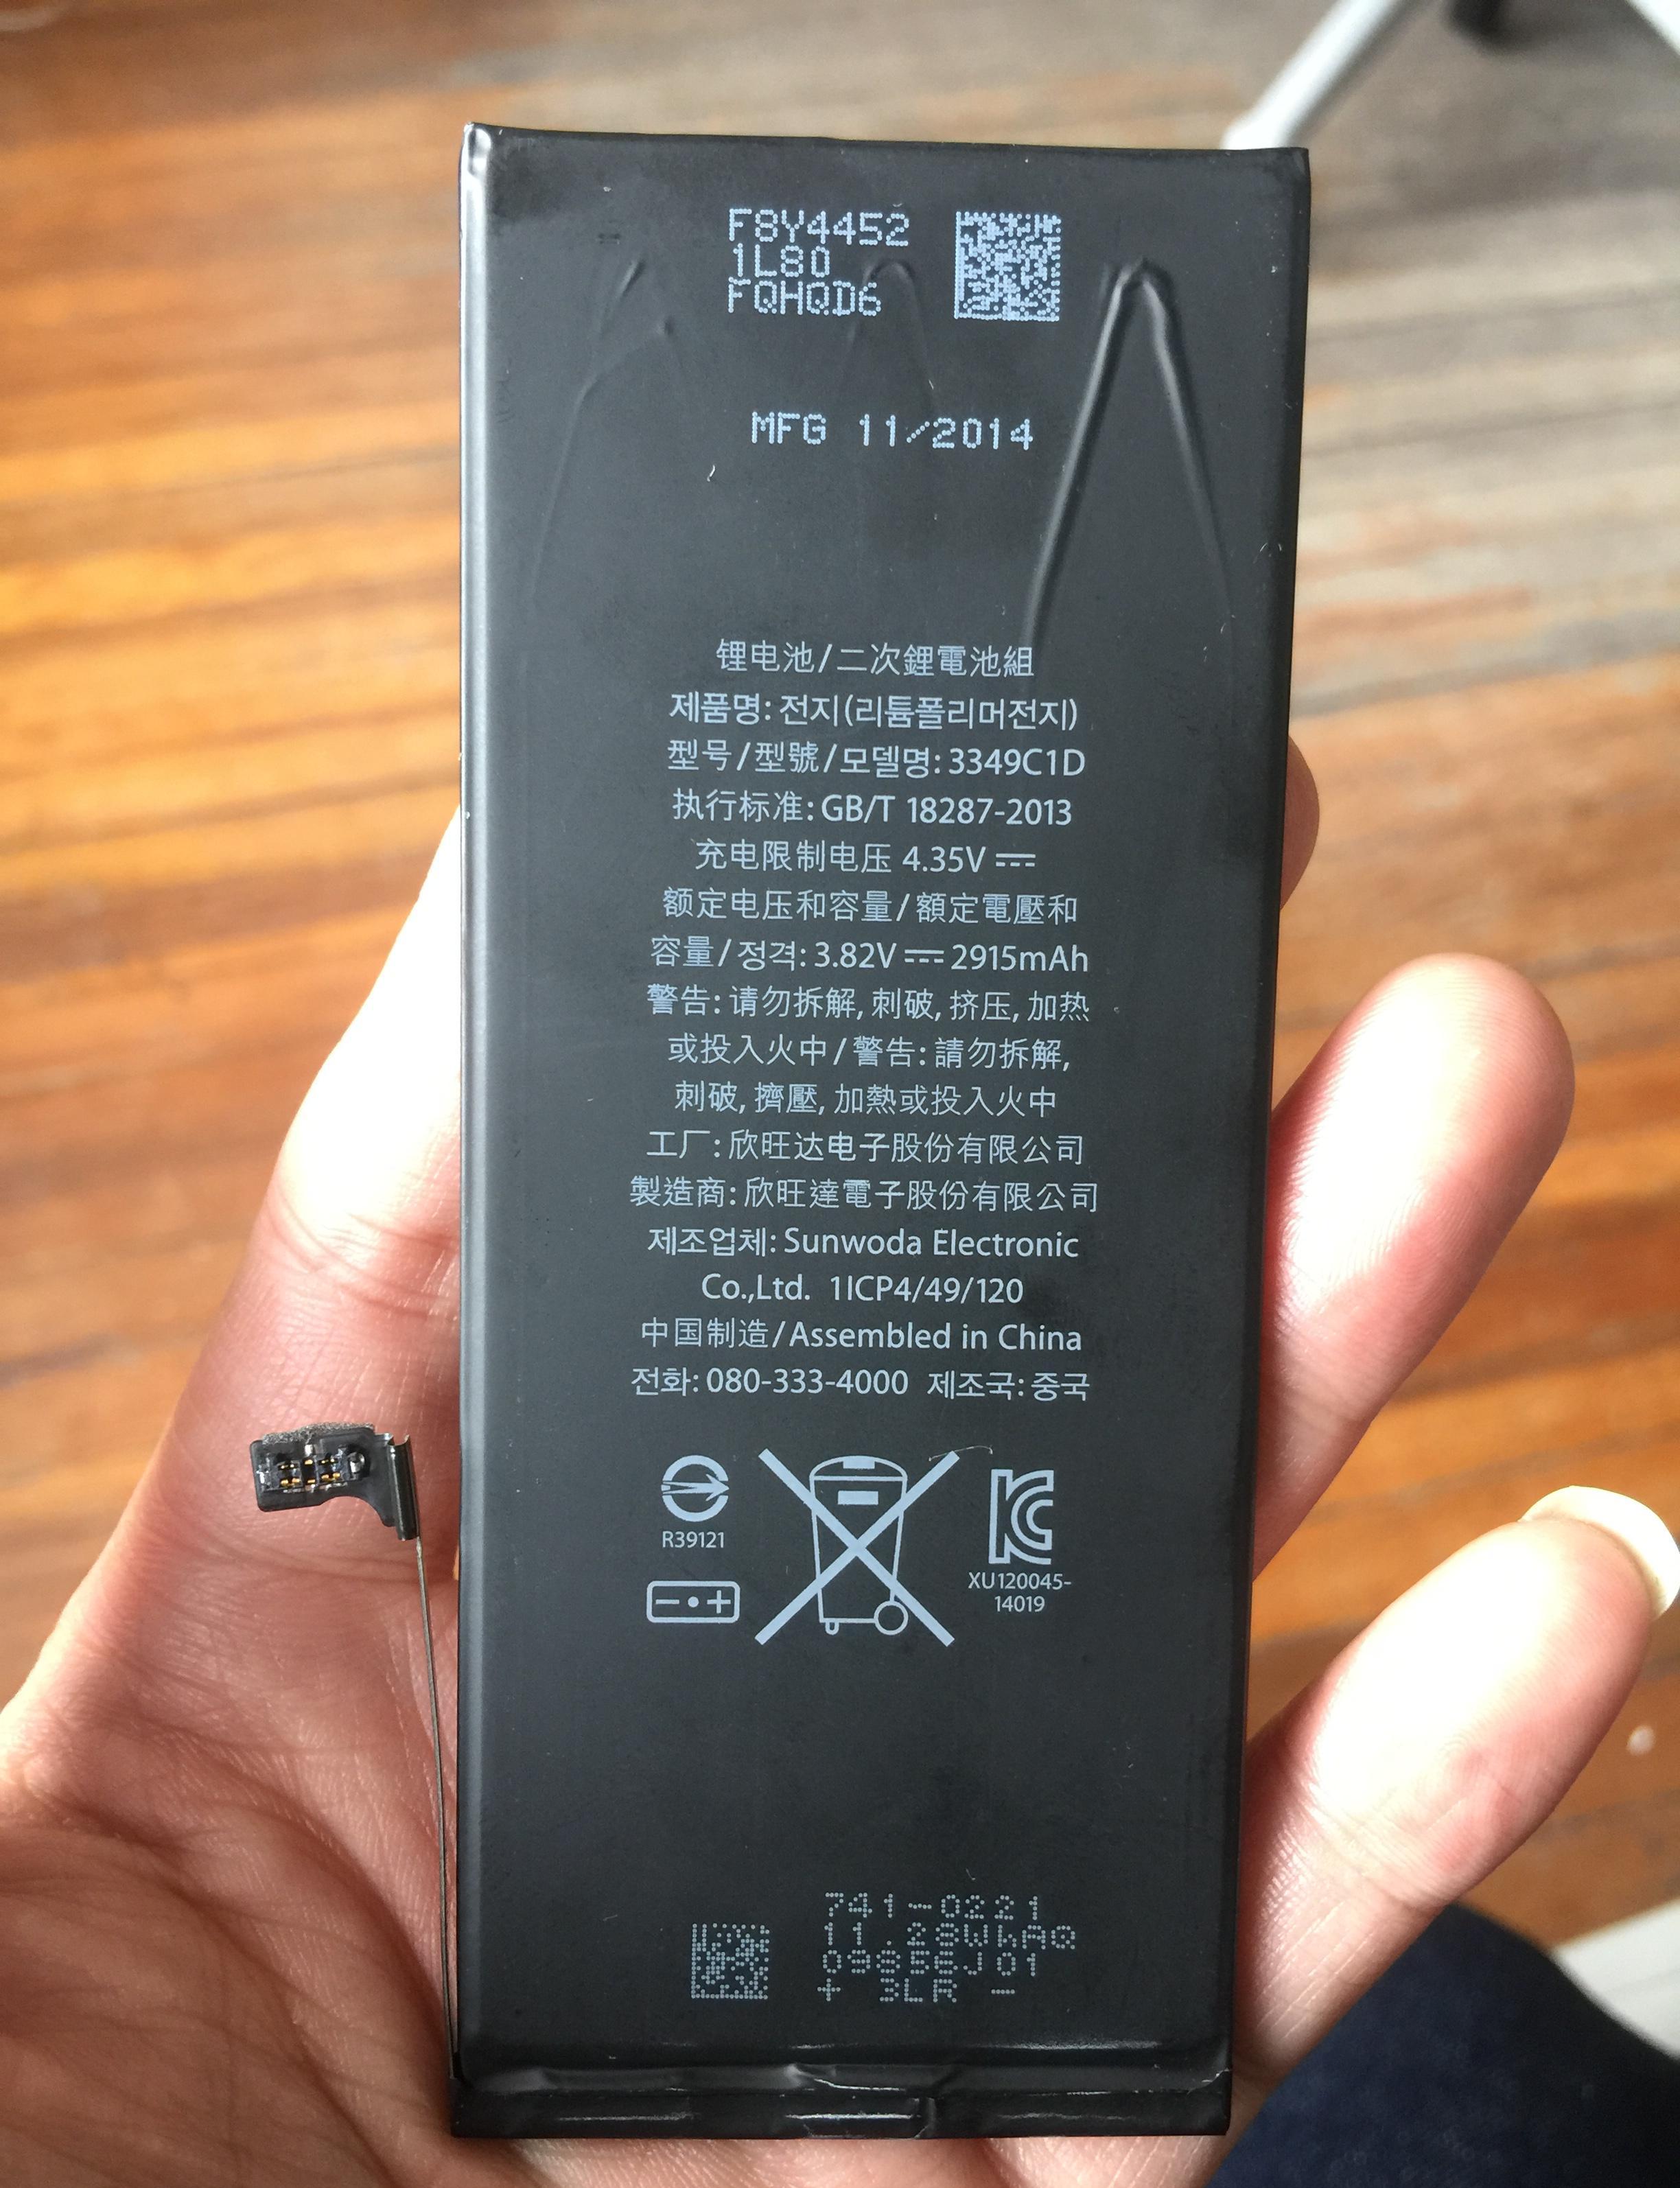 F8Y4452
1L80
FQHQD6
MFG 11/2014
锂电池/二次鋰電池組
제품명: 전지(리튬폴리머전지)
型号/型號/모델명: 3349C1D
执行标准: GB/T 18287-2013
充电限制电压 4.35V ⎓
额定电压和容量/額定電壓和
容量/정격: 3.82V ⎓ 2915mAh
警告: 请勿拆解, 刺破, 挤压, 加热
或投入火中/警告: 請勿拆解,
刺破, 擠壓, 加熱或投入火中
工厂: 欣旺达电子股份有限公司
製造商: 欣旺達電子股份有限公司
제조업체: Sunwoda Electronic
Co.,Ltd. 1ICP4/49/120
中国制造/Assembled in China
전화: 080-333-4000 제조국: 중국
R39121
XU120045-
14019
741-0221
11.28WhAQ
+ 3LR -